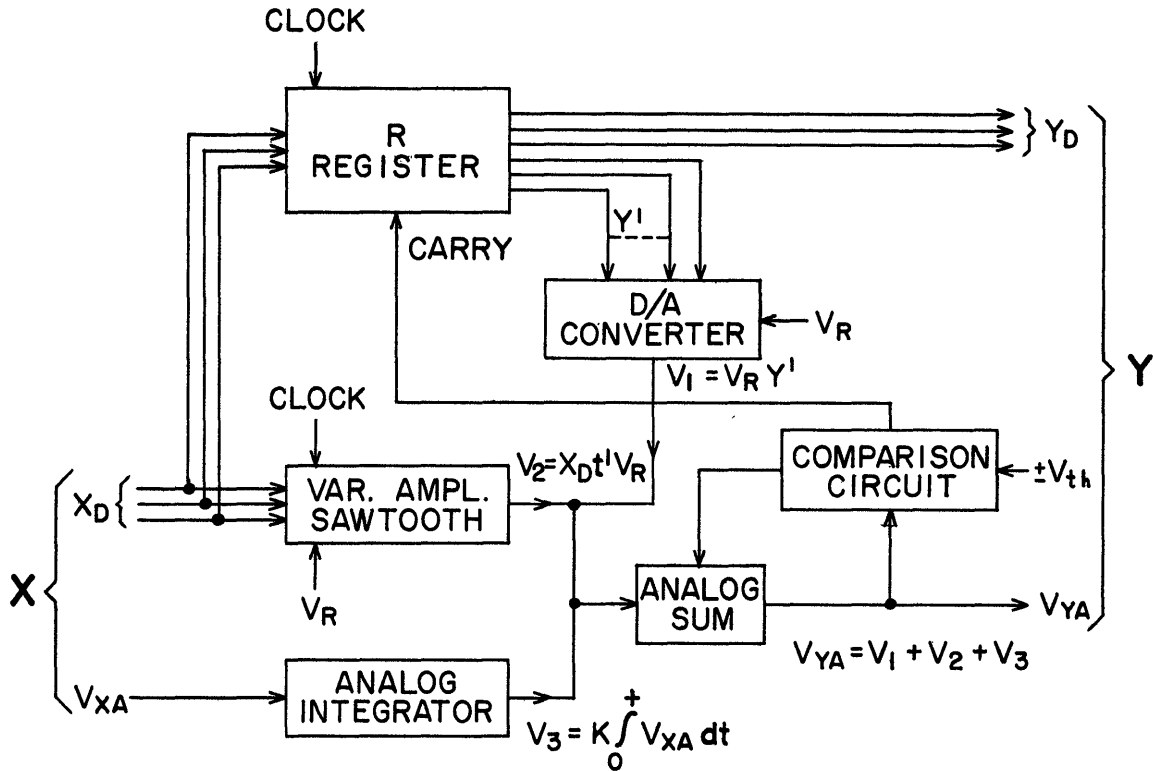 CLOCK
R
REGISTER
} Y_D
Y'
CARRY
D/A
CONVERTER
V_R
V_1 = V_R Y'
Y
CLOCK
COMPARISON
CIRCUIT
±V_th
V_2=X_D t' V_R
X_D {
VAR. AMPL.
SAWTOOTH
X
V_R
ANALOG
SUM
V_YA
V_YA = V_1 + V_2 + V_3
V_XA
ANALOG
INTEGRATOR
V_3 = K ∫_0^t V_XA dt